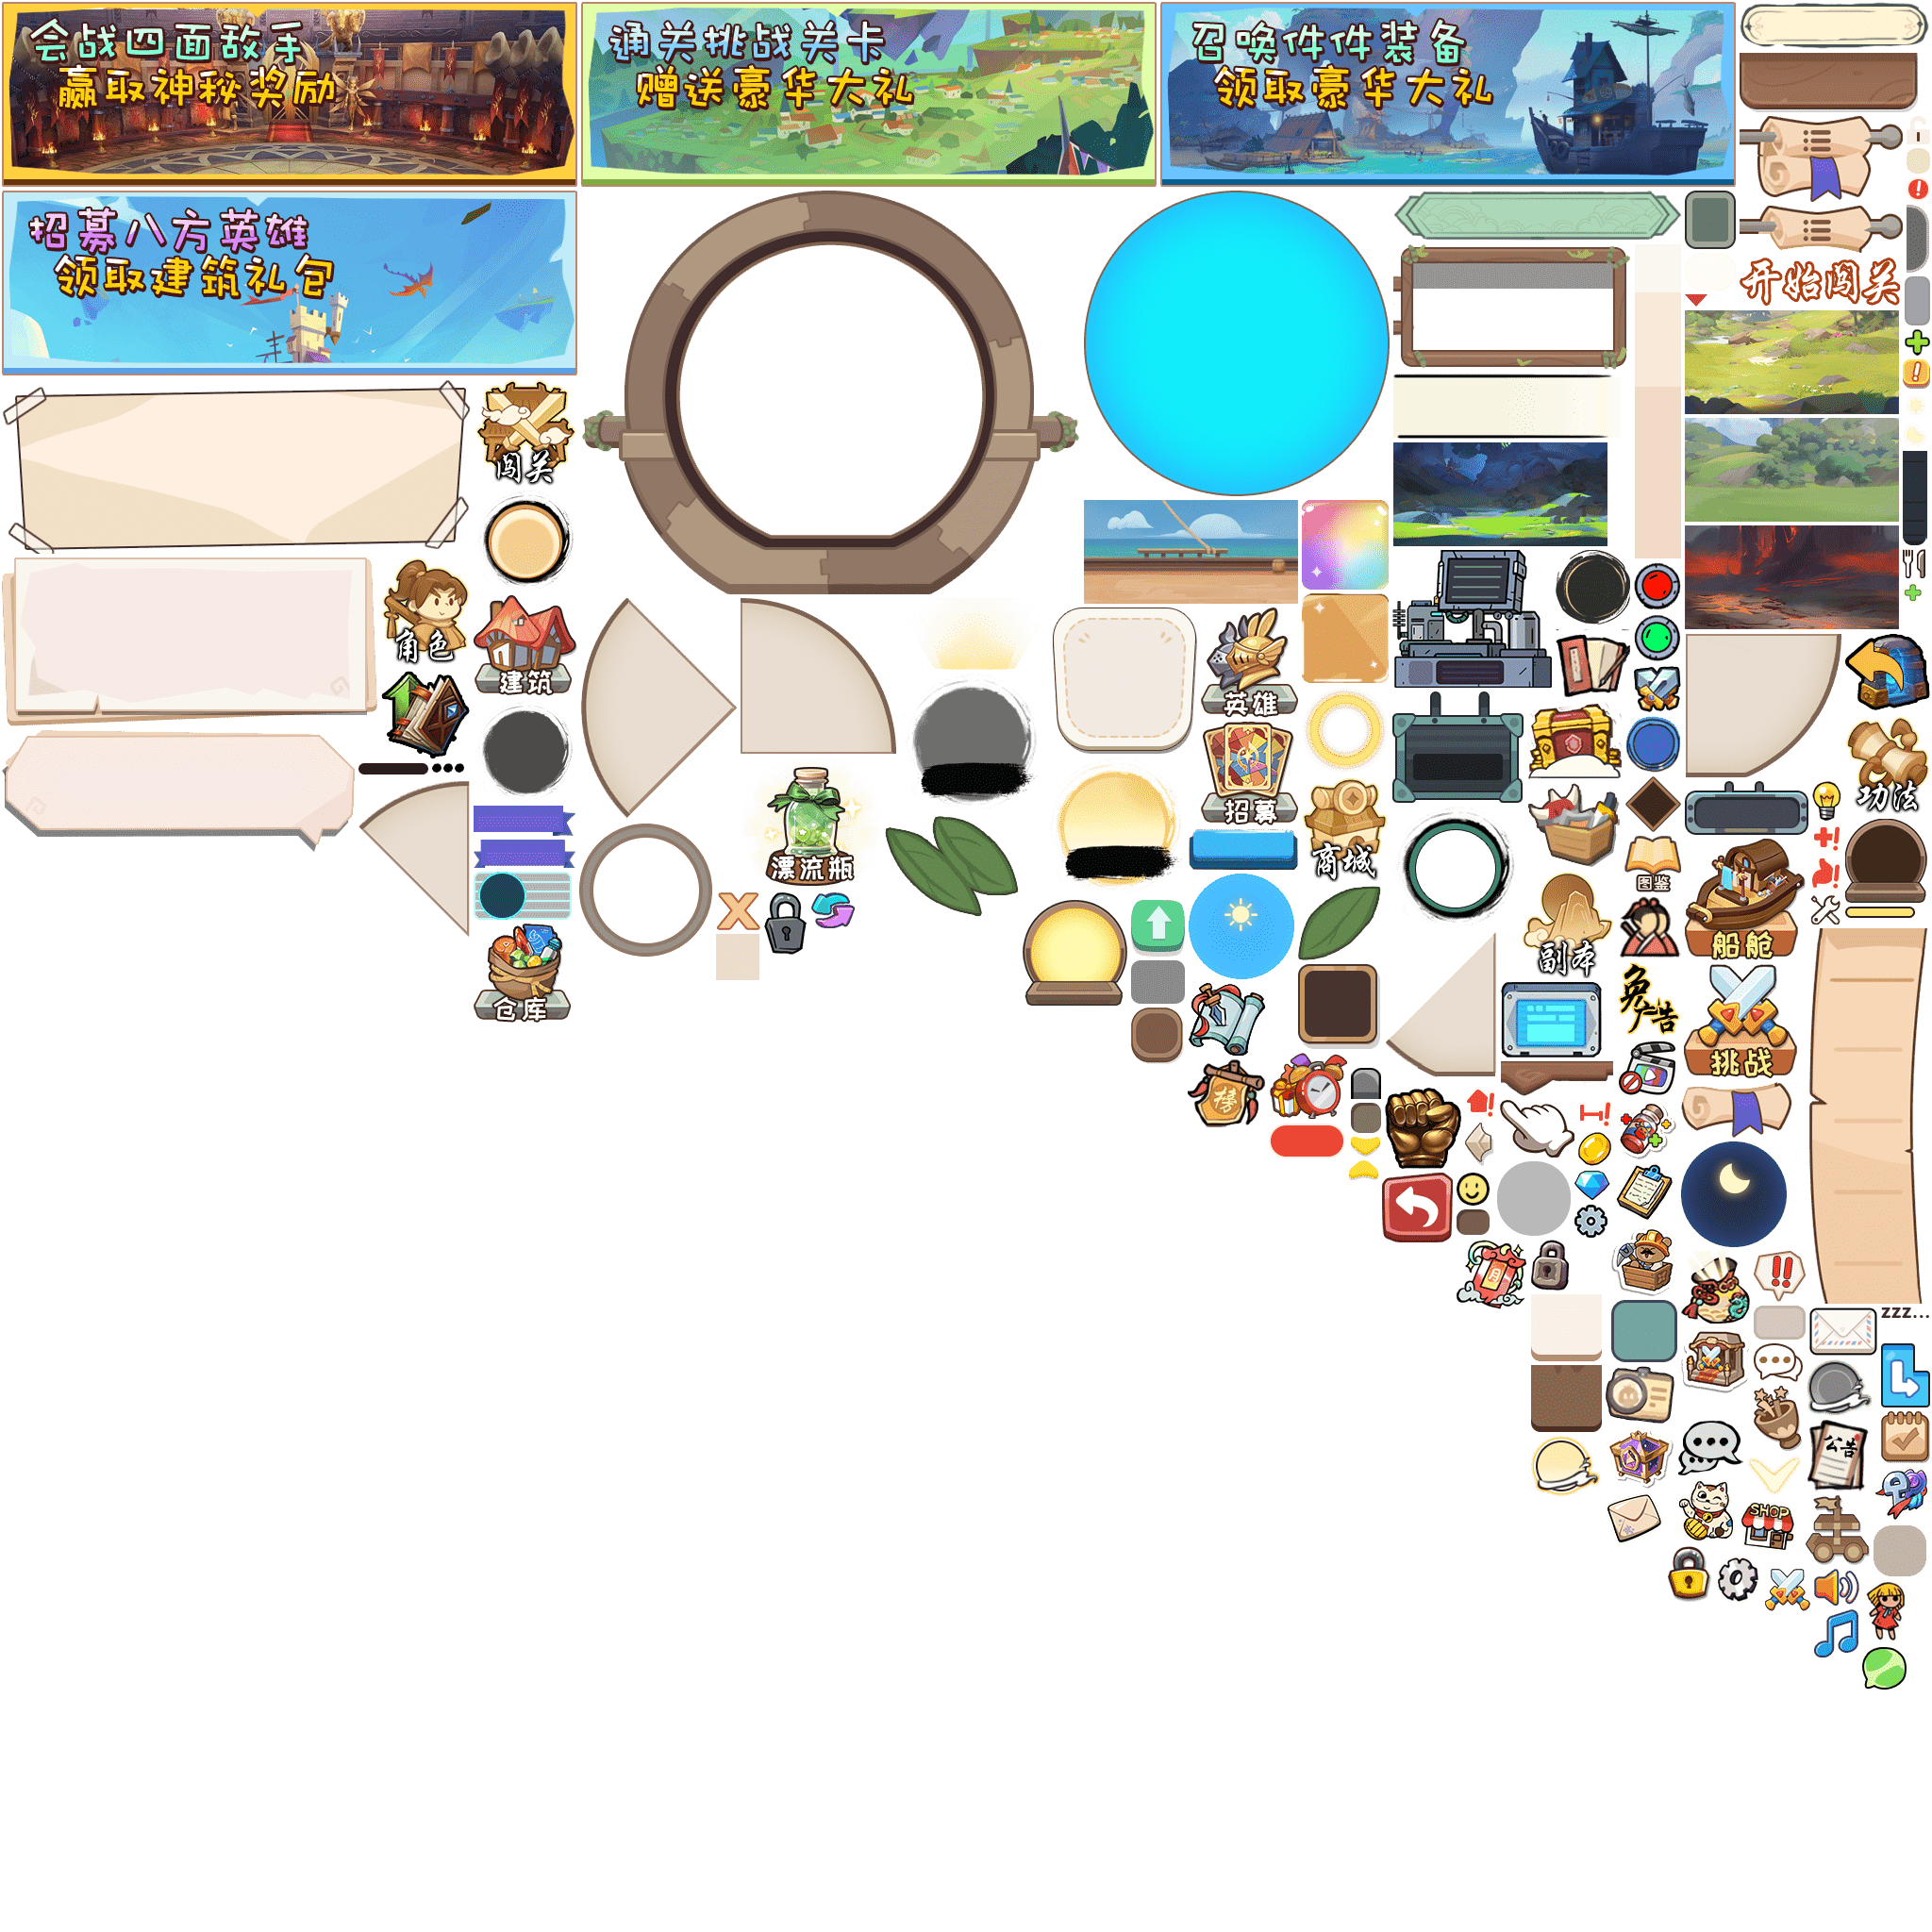 会战四面敌手
赢取神秘奖励
通关挑战关卡
赠送豪华大礼
召唤件件装备
领取豪华大礼
招募八方英雄
领取建筑礼包
开始闯关
闯关
角色
建筑
英雄
招募
商城
漂流瓶
仓库
功法
图鉴
副本
船舱
免广告
挑战
月
zzz...
公告
SHOP